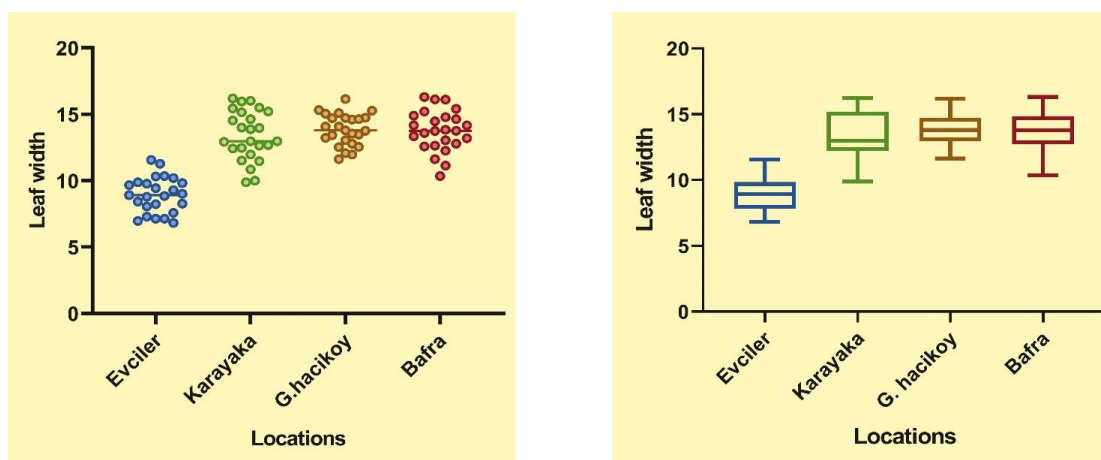 20
15
10
5
0
Leaf width
Evciler
Karayaka
G.hacikoy
Bafra
Locations
20
15
10
5
0
Leaf width
Evciler
Karayaka
G. hacikoy
Bafra
Locations